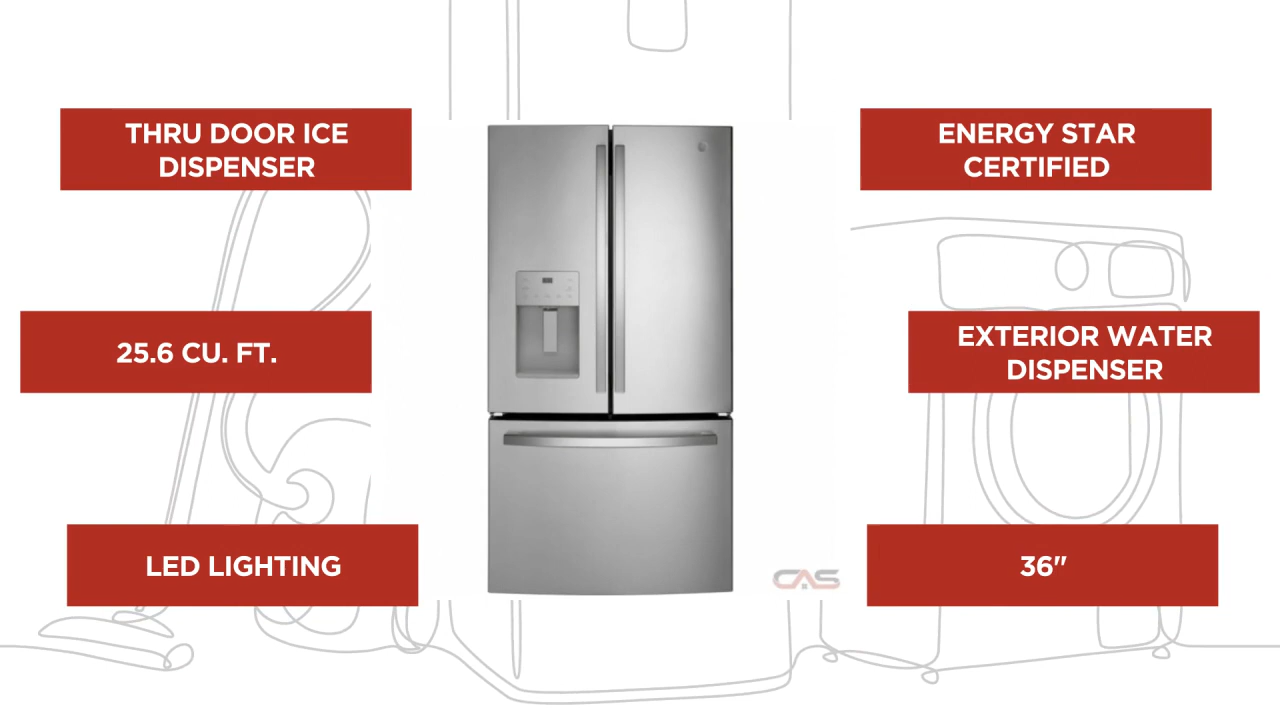 THRU DOOR ICE
DISPENSER
ENERGY STAR
CERTIFIED
25.6 CU. FT.
EXTERIOR WATER
DISPENSER
LED LIGHTING
36"
CAS